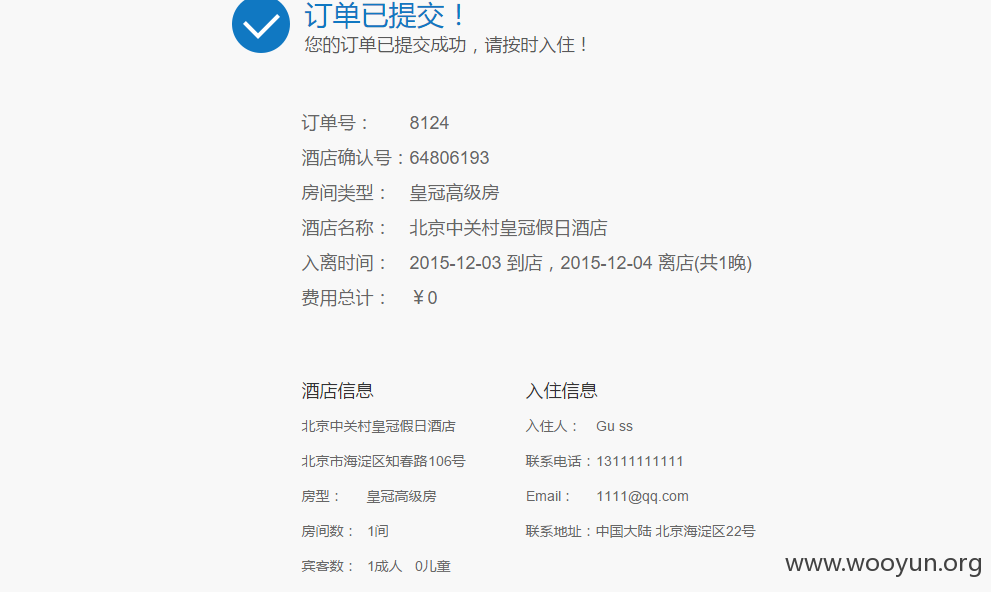 订单已提交！
您的订单已提交成功，请按时入住！
订单号： 8124
酒店确认号：64806193
房间类型： 皇冠高级房
酒店名称： 北京中关村皇冠假日酒店
入离时间： 2015-12-03 到店，2015-12-04 离店(共1晚)
费用总计： ￥0
酒店信息
北京中关村皇冠假日酒店
北京市海淀区知春路106号
房型： 皇冠高级房
房间数： 1间
宾客数： 1成人 0儿童
入住信息
入住人： Gu ss
联系电话：13111111111
Email： 1111@qq.com
联系地址：中国大陆 北京海淀区22号
www.wooyun.org